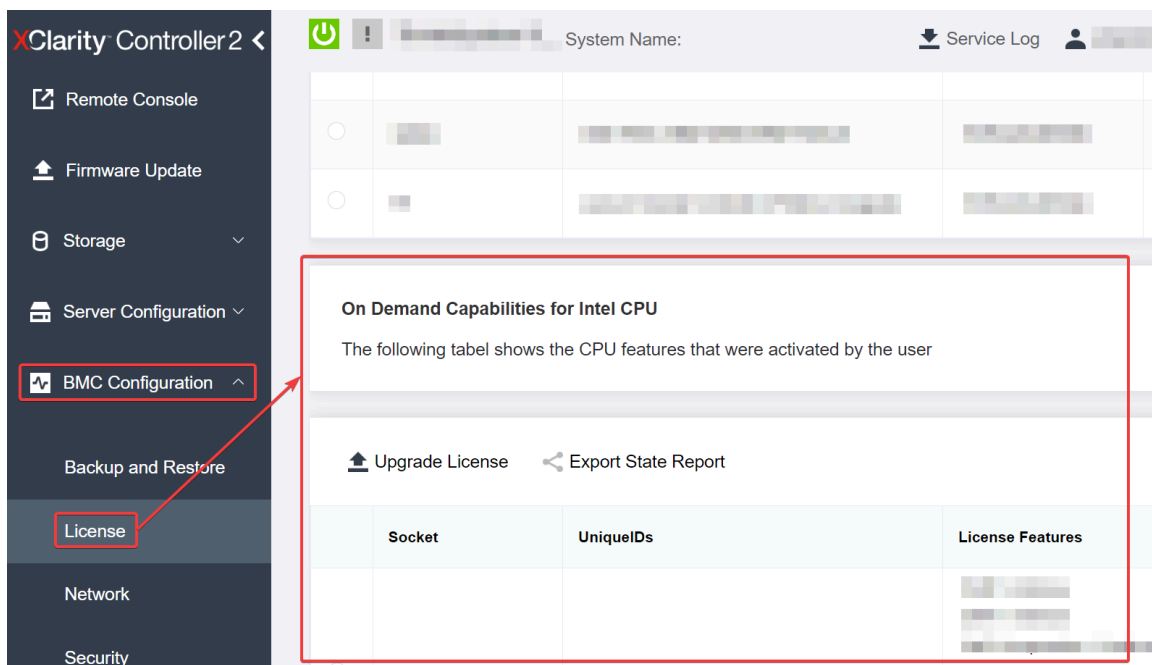 XClarity Controller 2
Remote Console
Firmware Update
Storage
Server Configuration
BMC Configuration
Backup and Restore
License
Network
Security
! System Name: Service Log
On Demand Capabilities for Intel CPU
The following tabel shows the CPU features that were activated by the user
Upgrade License Export State Report
Socket UniqueIDs License Features